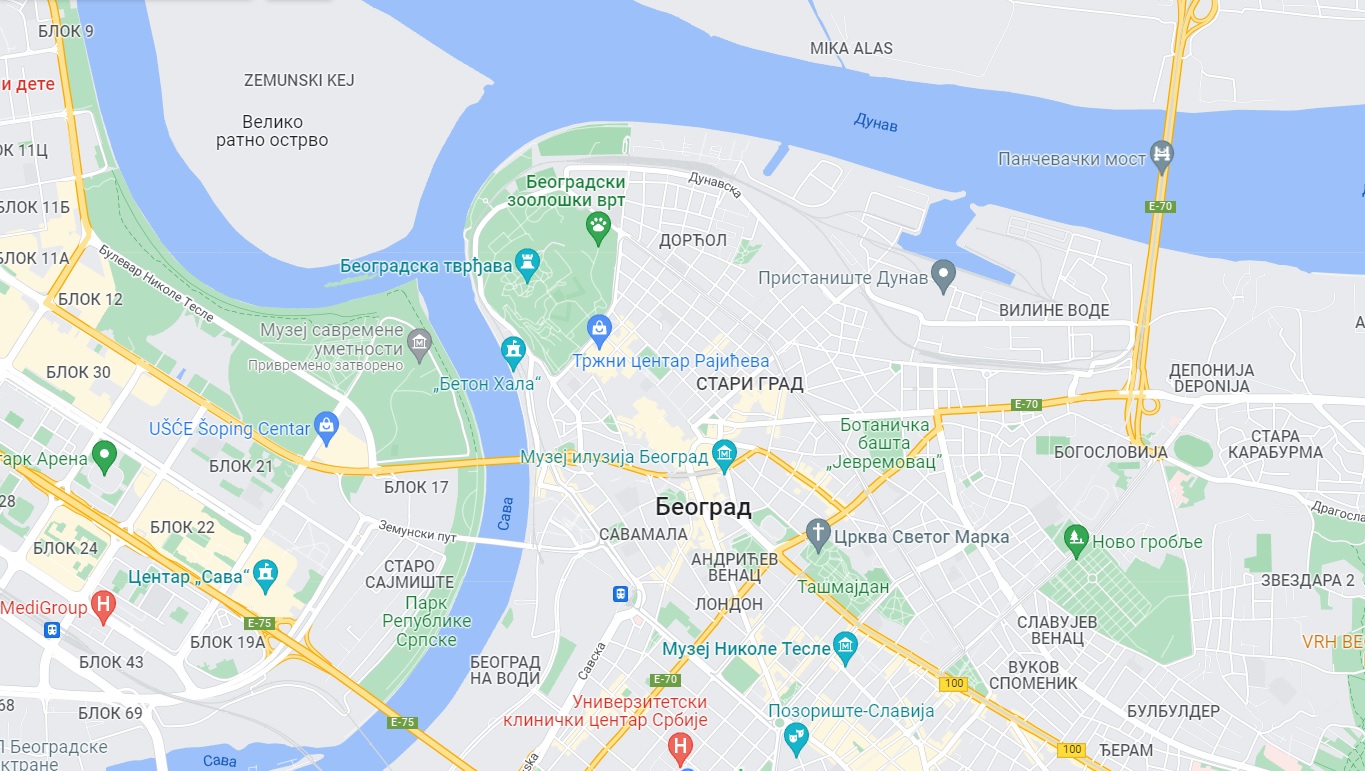 БЛОК 9
MIKA ALAS
ZEMUNSKI KEJ
и дете
Велико
ратно острво
Дунав
БЛОК 11Ц
Панчевачки мост
Београдски
зоолошки врт
Дунавска
БЛОК 11Б
E-70
ДОРЋОЛ
БЛОК 11А
Булевар Николе Тесле
Београдска тврђава
Пристаниште Дунав
БЛОК 12
ВИЛИНЕ ВОДЕ
Музеј савремене
уметности
Привремено затворено
Тржни центар Рајићева
БЛОК 30
„Бетон Хала“
СТАРИ ГРАД
ДЕПОНИЈА
DEPONIJA
E-70
UŠĆE Šoping Centar
Ботаничка
башта
„Јевремовац”
СТАРА
КАРАБУРМА
БОГОСЛОВИЈА
арк Арена
БЛОК 21
Музеј илузија Београд
БЛОК 17
28
Сава
Београд
Драгосла
БЛОК 22
Земунски пут
САВАМАЛА
Црква Светог Марка
Ново гробље
БЛОК 24
АНДРИЋЕВ
ВЕНАЦ
СТАРО
САЈМИШТЕ
Центар „Сава“
Ташмајдан
ЗВЕЗДАРА 2
MediGroup
ЛОНДОН
Парк
Републике
Српске
E-75
СЛАВУЈЕВ
ВЕНАЦ
БЛОК 19А
Музеј Николе Тесле
VRH BE
БЛОК 43
БЕОГРАД
НА ВОДИ
Савска
E-70
ВУКОВ
СПОМЕНИК
100
68
БЛОК 69
E-75
Универзитетски
клинички центар Србије
Позориште-Славија
БУЛБУЛДЕР
Београдске
ктране
Сава
ска
100
ЂЕРАМ